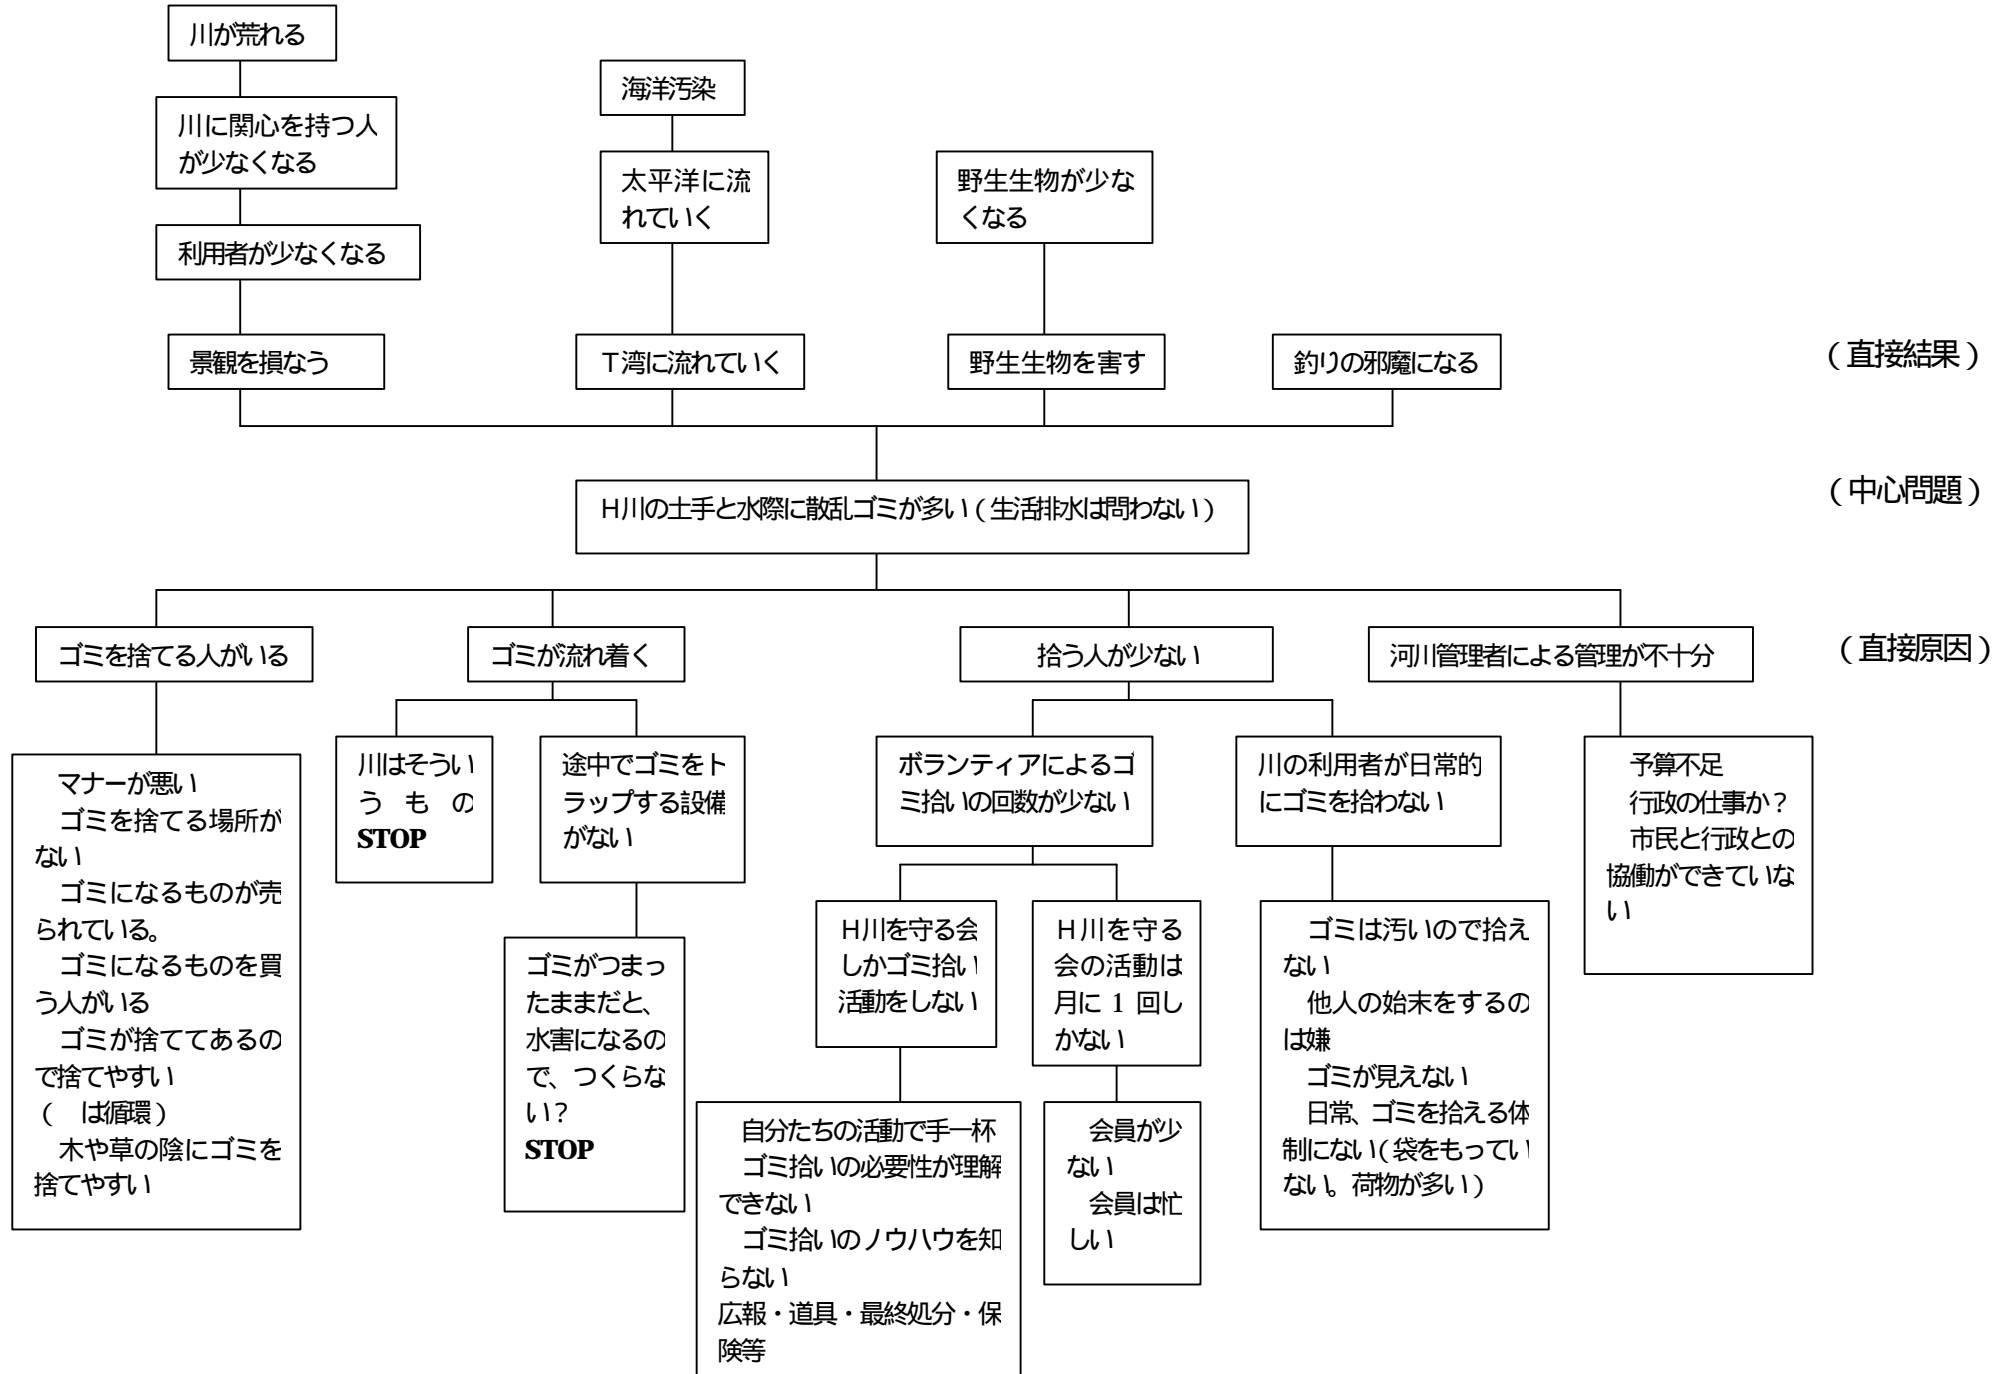 川が荒れる
海洋汚染
川に関心を持つ人
が少なくなる
太平洋に流
れていく
野生生物が少な
くなる
利用者が少なくなる
景観を損なう
T湾に流れていく
野生生物を害す
釣りの邪魔になる
(直接結果)
H川の土手と水際に散乱ゴミが多い(生活排水は問わない)
(中心問題)
ゴミを捨てる人がいる
ゴミが流れ着く
拾う人が少ない
河川管理者による管理が不十分
(直接原因)
マナーが悪い
ゴミを捨てる場所が
ない
ゴミになるものが売
られている。
ゴミになるものを買
う人がいる
ゴミが捨ててあるの
で捨てやすい
( は循環)
木や草の陰にゴミを
捨てやすい
川はそうい
うもの
STOP
途中でゴミをト
ラップする設備
がない
ゴミがつまっ
たままだと、
水害になるの
で、つくらな
い?
STOP
ボランティアによるゴ
ミ拾いの回数が少ない
H川を守る会
しかゴミ拾い
活動をしない
自分たちの活動で手一杯
ゴミ拾いの必要性が理解
できない
ゴミ拾いのノウハウを知
らない
広報・道具・最終処分・保
険等
H川を守る
会の活動は
月に1回し
かない
会員が少
ない
会員は忙
しい
川の利用者が日常的
にゴミを拾わない
ゴミは汚いので拾え
ない
他人の始末をするの
は嫌
ゴミが見えない
日常、ゴミを拾える体
制にない(袋をもってい
ない。荷物が多い)
予算不足
行政の仕事か?
市民と行政との
協働ができていな
い